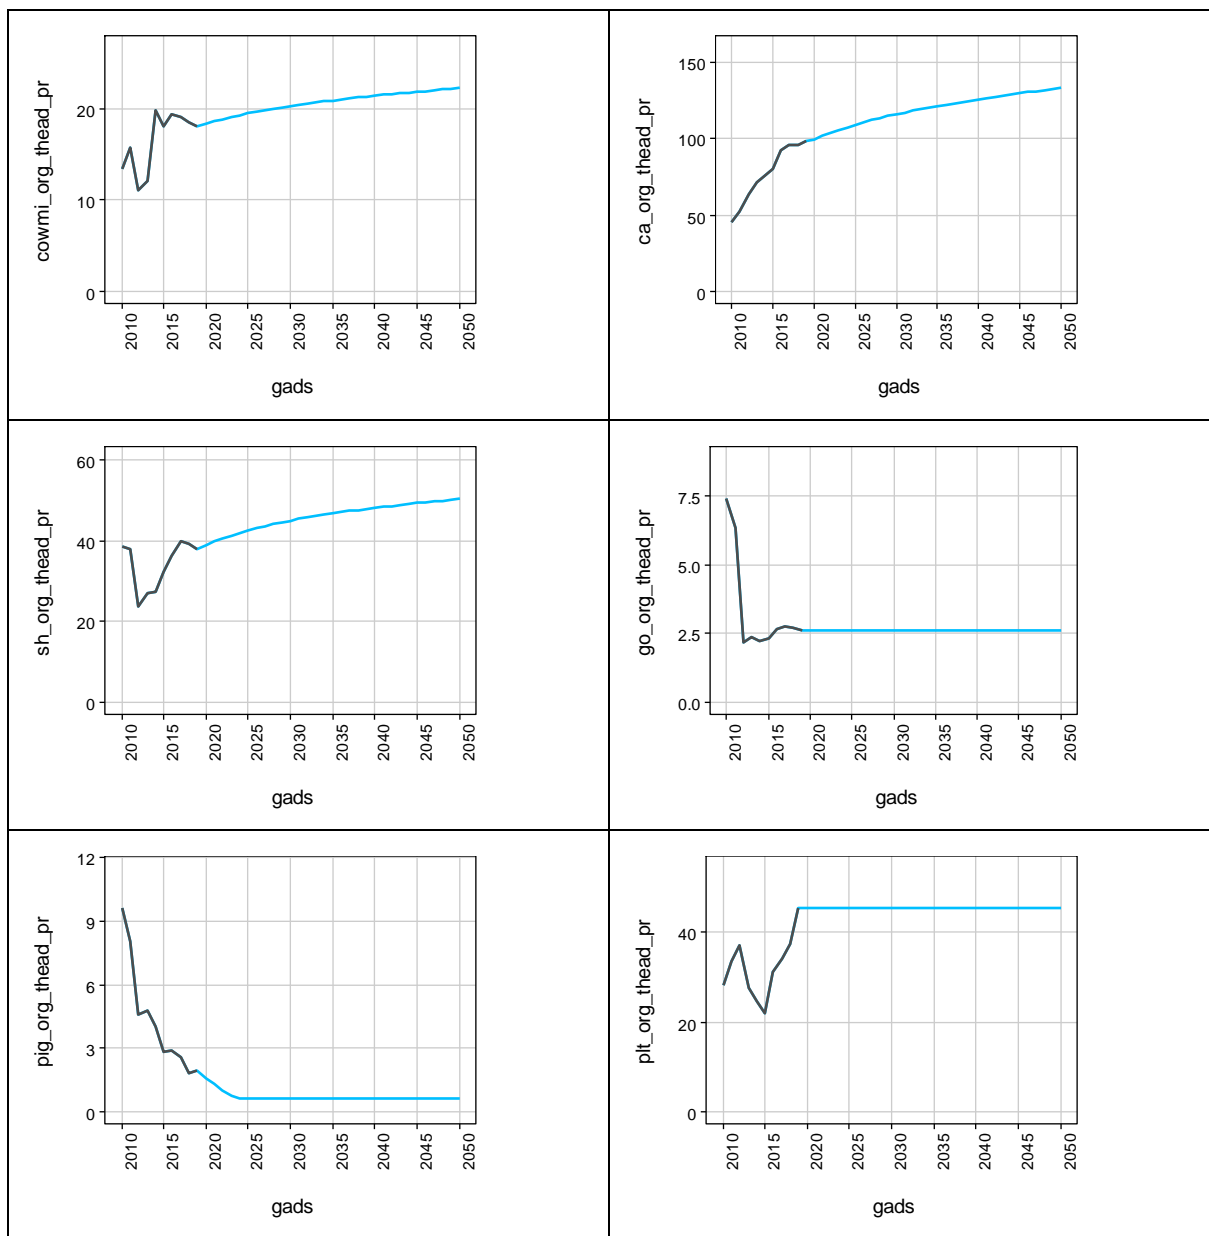 cowmi_org_thead_pr
20
10
0
2010 2015 2020 2025 2030 2035 2040 2045 2050
gads
ca_org_thead_pr
150
100
50
0
2010 2015 2020 2025 2030 2035 2040 2045 2050
gads
sh_org_thead_pr
60
40
20
0
2010 2015 2020 2025 2030 2035 2040 2045 2050
gads
go_org_thead_pr
7.5
5.0
2.5
0.0
2010 2015 2020 2025 2030 2035 2040 2045 2050
gads
pig_org_thead_pr
12
9
6
3
0
2010 2015 2020 2025 2030 2035 2040 2045 2050
gads
plt_org_thead_pr
40
20
0
2010 2015 2020 2025 2030 2035 2040 2045 2050
gads